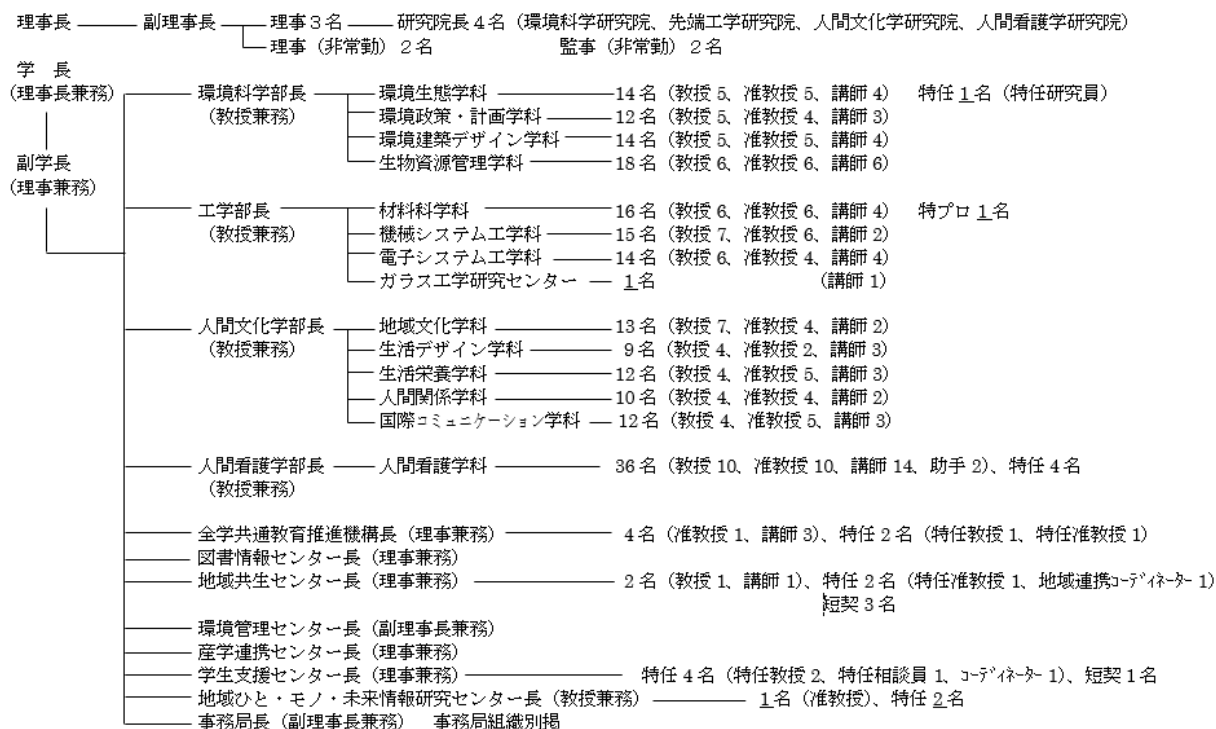 理事長 副理事長 理事３名 研究院長４名（環境科学研究院、先端工学研究院、人間文化学研究院、人間看護学研究院）
理事（非常勤）２名 監事（非常勤）２名
学 長
（理事長兼務） 環境科学部長 環境生態学科 14名（教授 5、准教授 5、講師 4） 特任 1名（特任研究員）
（教授兼務） 環境政策・計画学科 12名（教授 5、准教授 4、講師 3）
環境建築デザイン学科 14名（教授 5、准教授 5、講師 4）
副学長 生物資源管理学科 18名（教授 6、准教授 6、講師 6）
（理事兼務）
工学部長 材料科学科 16名（教授 6、准教授 6、講師 4） 特プロ 1名
（教授兼務） 機械システム工学科 15名（教授 7、准教授 6、講師 2）
電子システム工学科 14名（教授 6、准教授 4、講師 4）
ガラス工学研究センター 1名 （講師 1）
人間文化学部長 地域文化学科 13名（教授 7、准教授 4、講師 2）
（教授兼務） 生活デザイン学科 9名（教授 4、准教授 2、講師 3）
生活栄養学科 12名（教授 4、准教授 5、講師 3）
人間関係学科 10名（教授 4、准教授 4、講師 2）
国際コミュニケーション学科 12名（教授 4、准教授 5、講師 3）
人間看護学部長 人間看護学科 36名（教授 10、准教授 10、講師 14、助手 2）、特任 4名
（教授兼務）
全学共通教育推進機構長（理事兼務） 4名（准教授 1、講師 3）、特任 2名（特任教授 1、特任准教授 1）
図書情報センター長（理事兼務）
地域共生センター長（理事兼務） 2名（教授 1、講師 1）、特任 2名（特任准教授 1、地域連携ｺｰﾃﾞｨﾈｰﾀｰ 1）
短契 3名
環境管理センター長（副理事長兼務）
産学連携センター長（理事兼務）
学生支援センター長（理事兼務） 特任 4名（特任教授 2、特任相談員 1、ｺｰﾃﾞｨﾈｰﾀｰ 1）、短契 1名
地域ひと・モノ・未来情報研究センター長（教授兼務） 1名（准教授）、特任 2名
事務局長（副理事長兼務） 事務局組織別掲